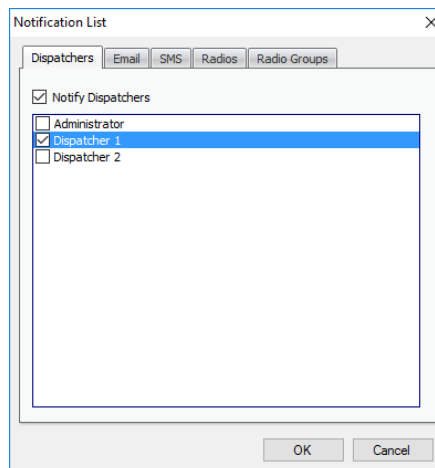 Notification List
Dispatchers Email SMS Radios Radio Groups
Notify Dispatchers
Administrator
Dispatcher 1
Dispatcher 2
OK Cancel